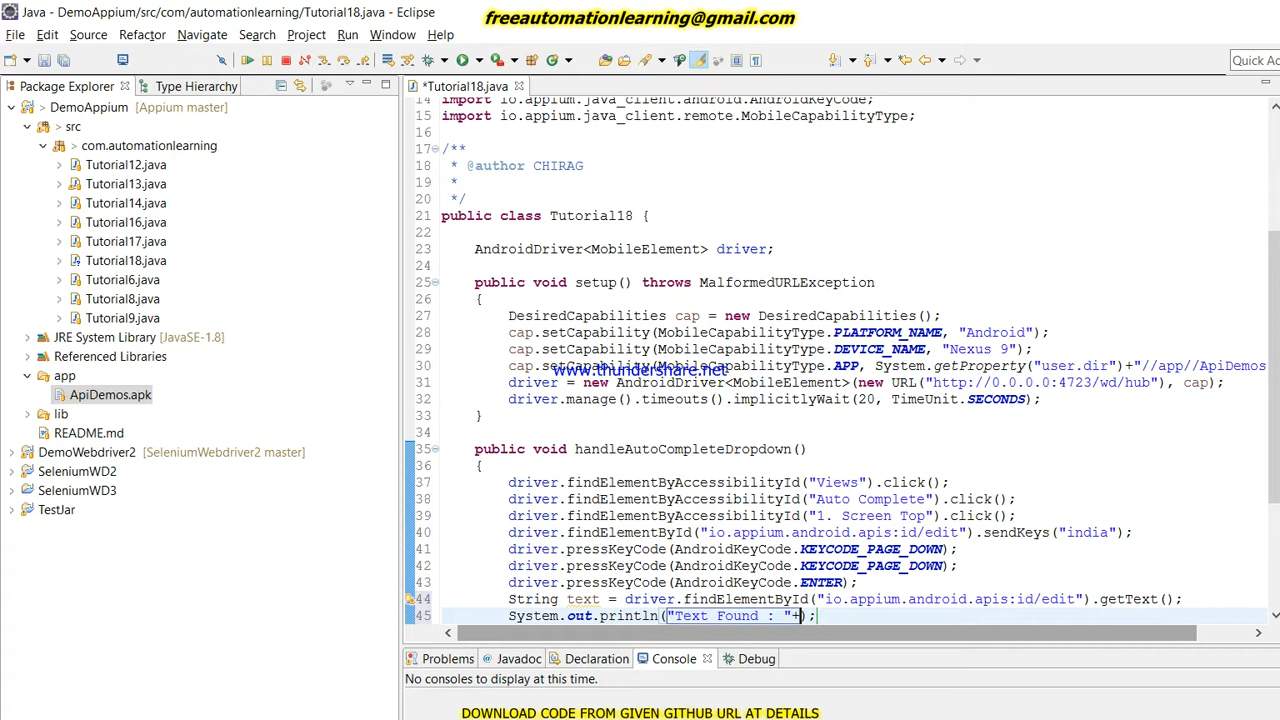 Java - DemoAppium/src/com/automationlearning/Tutorial18.java - Eclipse
freeautomationlearning@gmail.com
File Edit Source Refactor Navigate Search Project Run Window Help
Quick Ac
Package Explorer Type Hierarchy
*Tutorial18.java
DemoAppium [Appium master]
> src
> com.automationlearning
Tutorial12.java
Tutorial13.java
Tutorial14.java
Tutorial16.java
Tutorial17.java
Tutorial18.java
Tutorial6.java
Tutorial8.java
Tutorial9.java
JRE System Library [JavaSE-1.8]
Referenced Libraries
app
ApiDemos.apk
lib
README.md
DemoWebdriver2 [SeleniumWebdriver2 master]
SeleniumWD2
SeleniumWD3
TestJar
14 import io.appium.java_client.android.AndroidKeyCode;
15 import io.appium.java_client.remote.MobileCapabilityType;
16
17 /**
18 * @author CHIRAG
19 *
20 */
21 public class Tutorial18 {
22
23 AndroidDriver<MobileElement> driver;
24
25 public void setup() throws MalformedURLException
26 {
27 DesiredCapabilities cap = new DesiredCapabilities();
28 cap.setCapability(MobileCapabilityType.PLATFORM_NAME, "Android");
29 cap.setCapability(MobileCapabilityType.DEVICE_NAME, "Nexus 9");
30 cap.setCapability(MobileCapabilityType.APP, System.getProperty("user.dir")+"//app//ApiDemos
www.thundershare.net
31 driver = new AndroidDriver<MobileElement>(new URL("http://0.0.0.0:4723/wd/hub"), cap);
32 driver.manage().timeouts().implicitlyWait(20, TimeUnit.SECONDS);
33 }
34
35 public void handleAutoCompleteDropdown()
36 {
37 driver.findElementByAccessibilityId("Views").click();
38 driver.findElementByAccessibilityId("Auto Complete").click();
39 driver.findElementByAccessibilityId("1. Screen Top").click();
40 driver.findElementById("io.appium.android.apis:id/edit").sendKeys("india");
41 driver.pressKeyCode(AndroidKeyCode.KEYCODE_PAGE_DOWN);
42 driver.pressKeyCode(AndroidKeyCode.KEYCODE_PAGE_DOWN);
43 driver.pressKeyCode(AndroidKeyCode.ENTER);
44 String text = driver.findElementById("io.appium.android.apis:id/edit").getText();
45 System.out.println("Text Found : "+);
Problems Javadoc Declaration Console Debug
No consoles to display at this time.
DOWNLOAD CODE FROM GIVEN GITHUB URL AT DETAILS